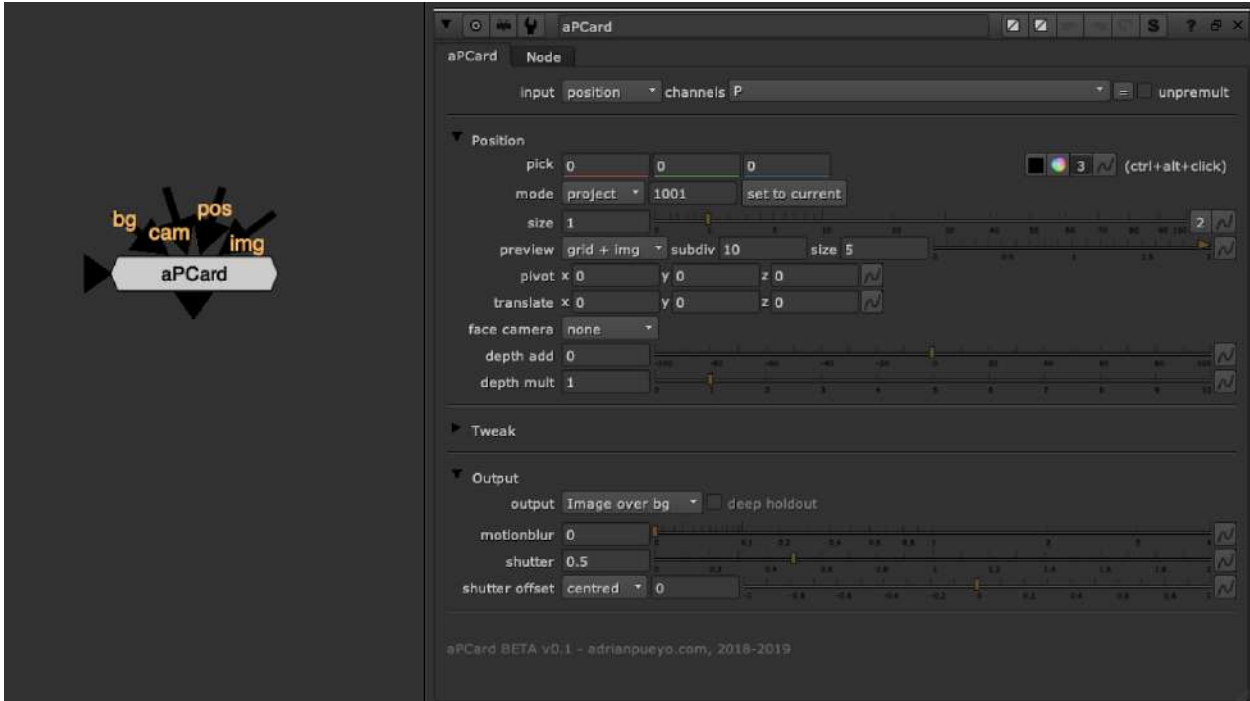 aPCard
S ?
aPCard Node
input position channels P = unpremult
Position
pick 0 0 0 3 (ctrl+alt+click)
mode project 1001 set to current
size 1 2
preview grid + img subdiv 10 size 5
pivot x 0 y 0 z 0
translate x 0 y 0 z 0
face camera none
depth add 0
depth mult 1
Tweak
Output
output Image over bg deep holdout
motionblur 0
shutter 0.5
shutter offset centred 0
aPCard BETA v0.1 - adrianpueyo.com, 2018-2019
bg cam pos img
aPCard